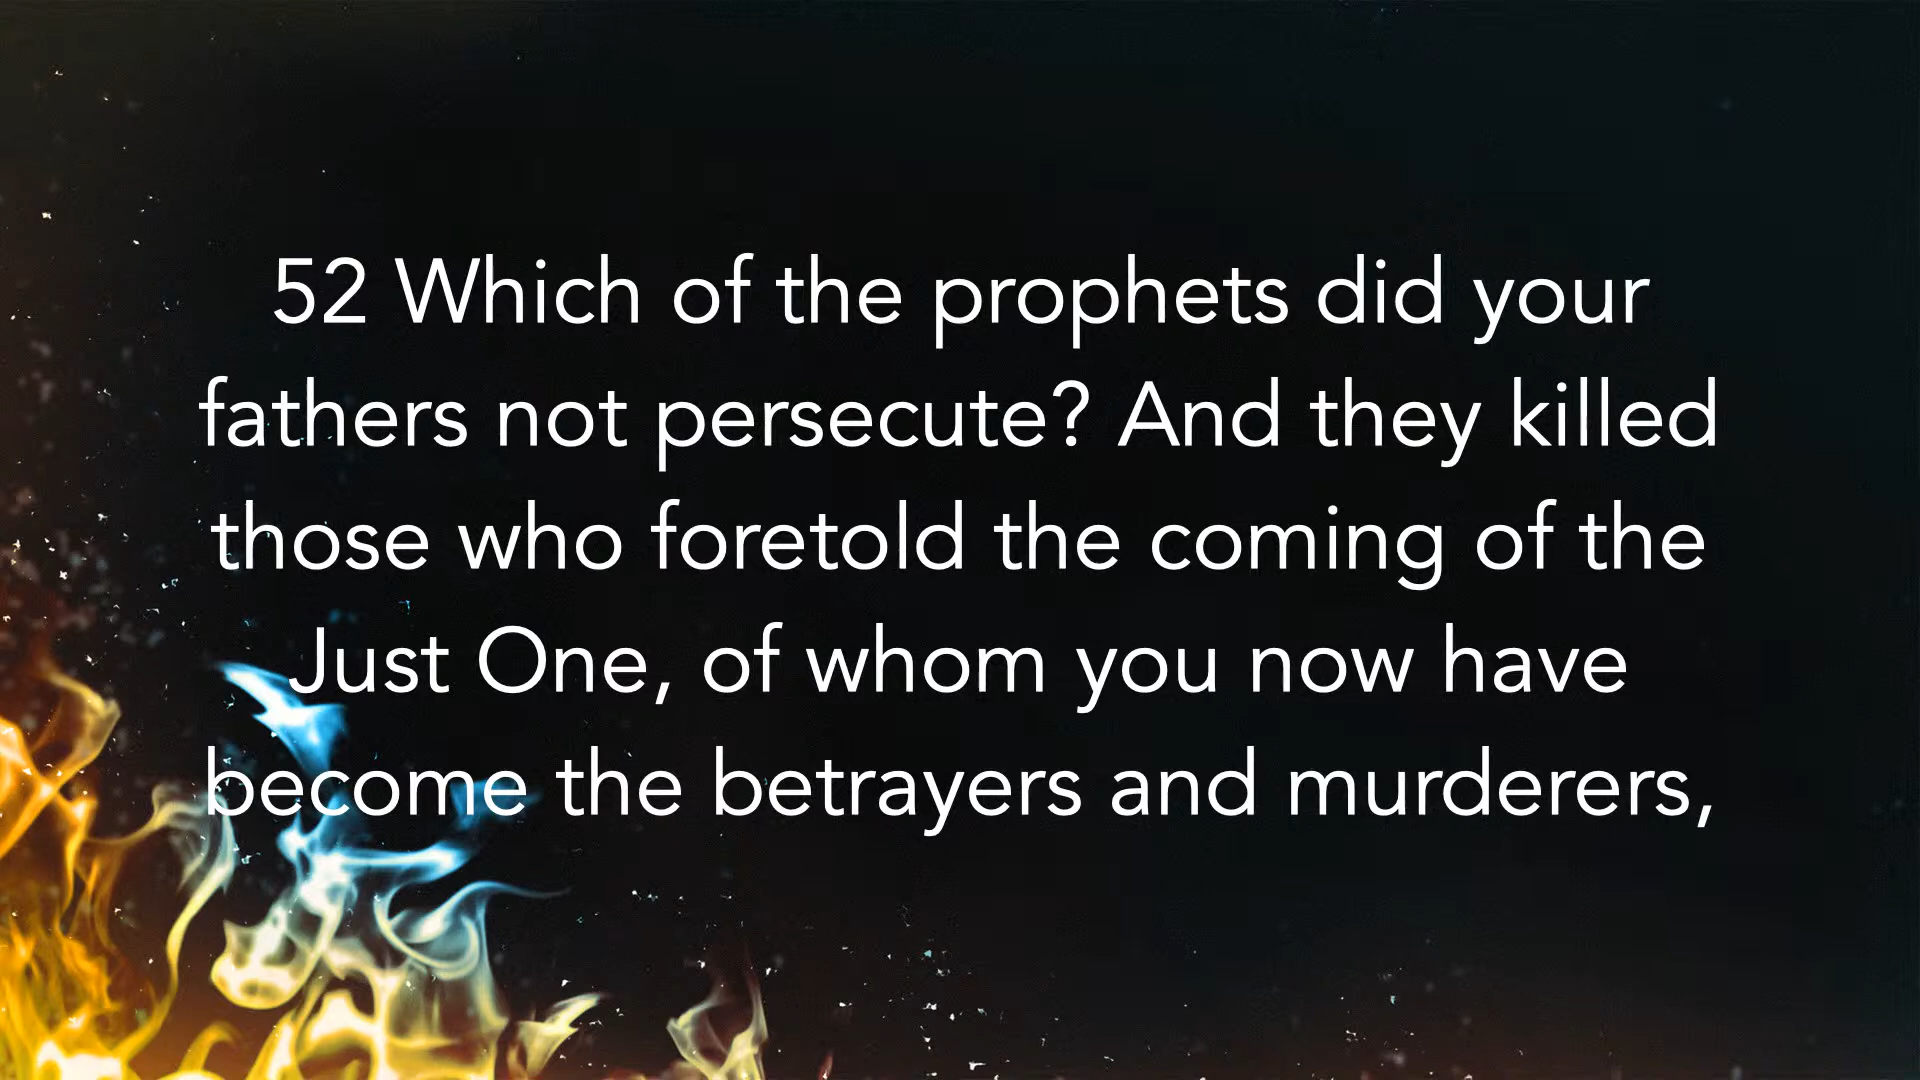 52 Which of the prophets did your
fathers not persecute? And they killed
those who foretold the coming of the
Just One, of whom you now have
become the betrayers and murderers,